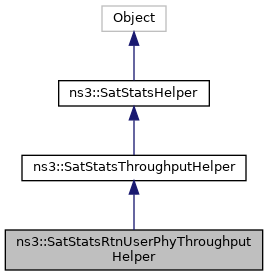 Object
ns3::SatStatsHelper
ns3::SatStatsThroughputHelper
ns3::SatStatsRtnUserPhyThroughput
Helper